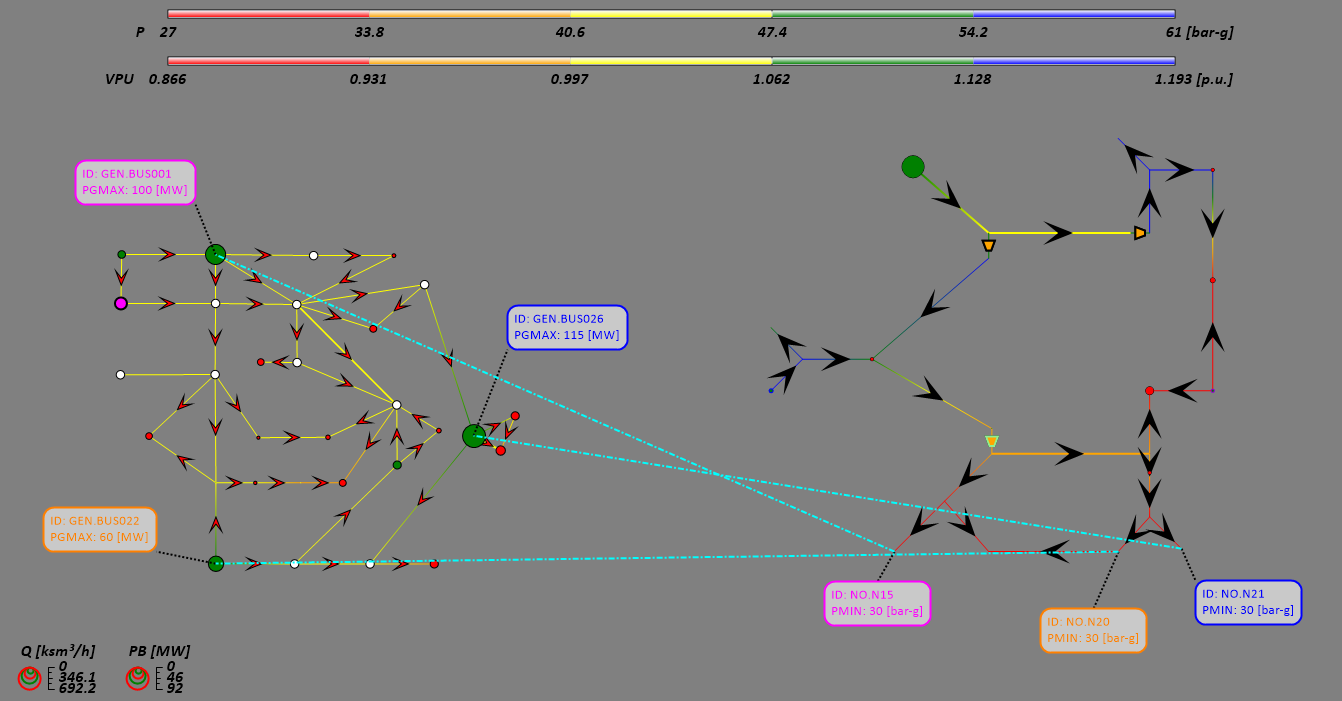 P 27 33.8 40.6 47.4 54.2 61 [bar-g]
VPU 0.866 0.931 0.997 1.062 1.128 1.193 [p.u.]
ID: GEN.BUS001
PGMAX: 100 [MW]
ID: GEN.BUS026
PGMAX: 115 [MW]
ID: GEN.BUS022
PGMAX: 60 [MW]
ID: NO.N15
PMIN: 30 [bar-g]
ID: NO.N20
PMIN: 30 [bar-g]
ID: NO.N21
PMIN: 30 [bar-g]
Q [ksm³/h]
0
346.1
692.2
PB [MW]
0
46
92